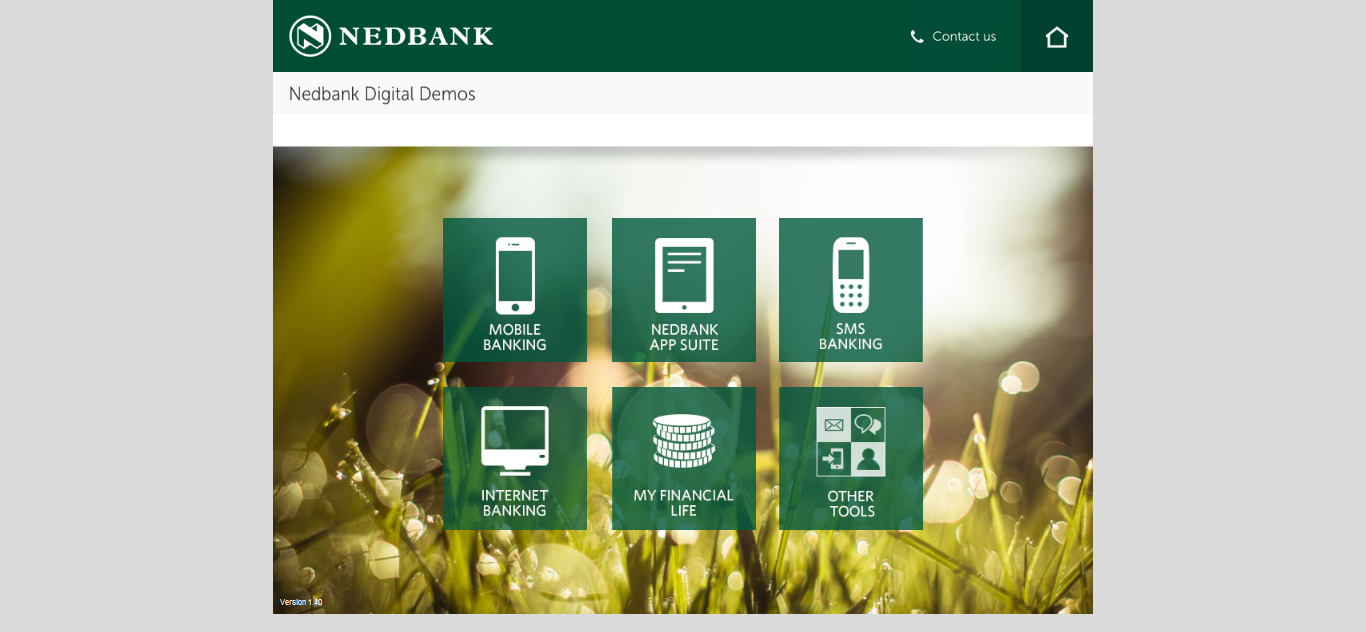 NEDBANK
Contact us
Nedbank Digital Demos
MOBILE
BANKING
NEDBANK
APP SUITE
SMS
BANKING
INTERNET
BANKING
MY FINANCIAL
LIFE
OTHER
TOOLS
Version 1.40